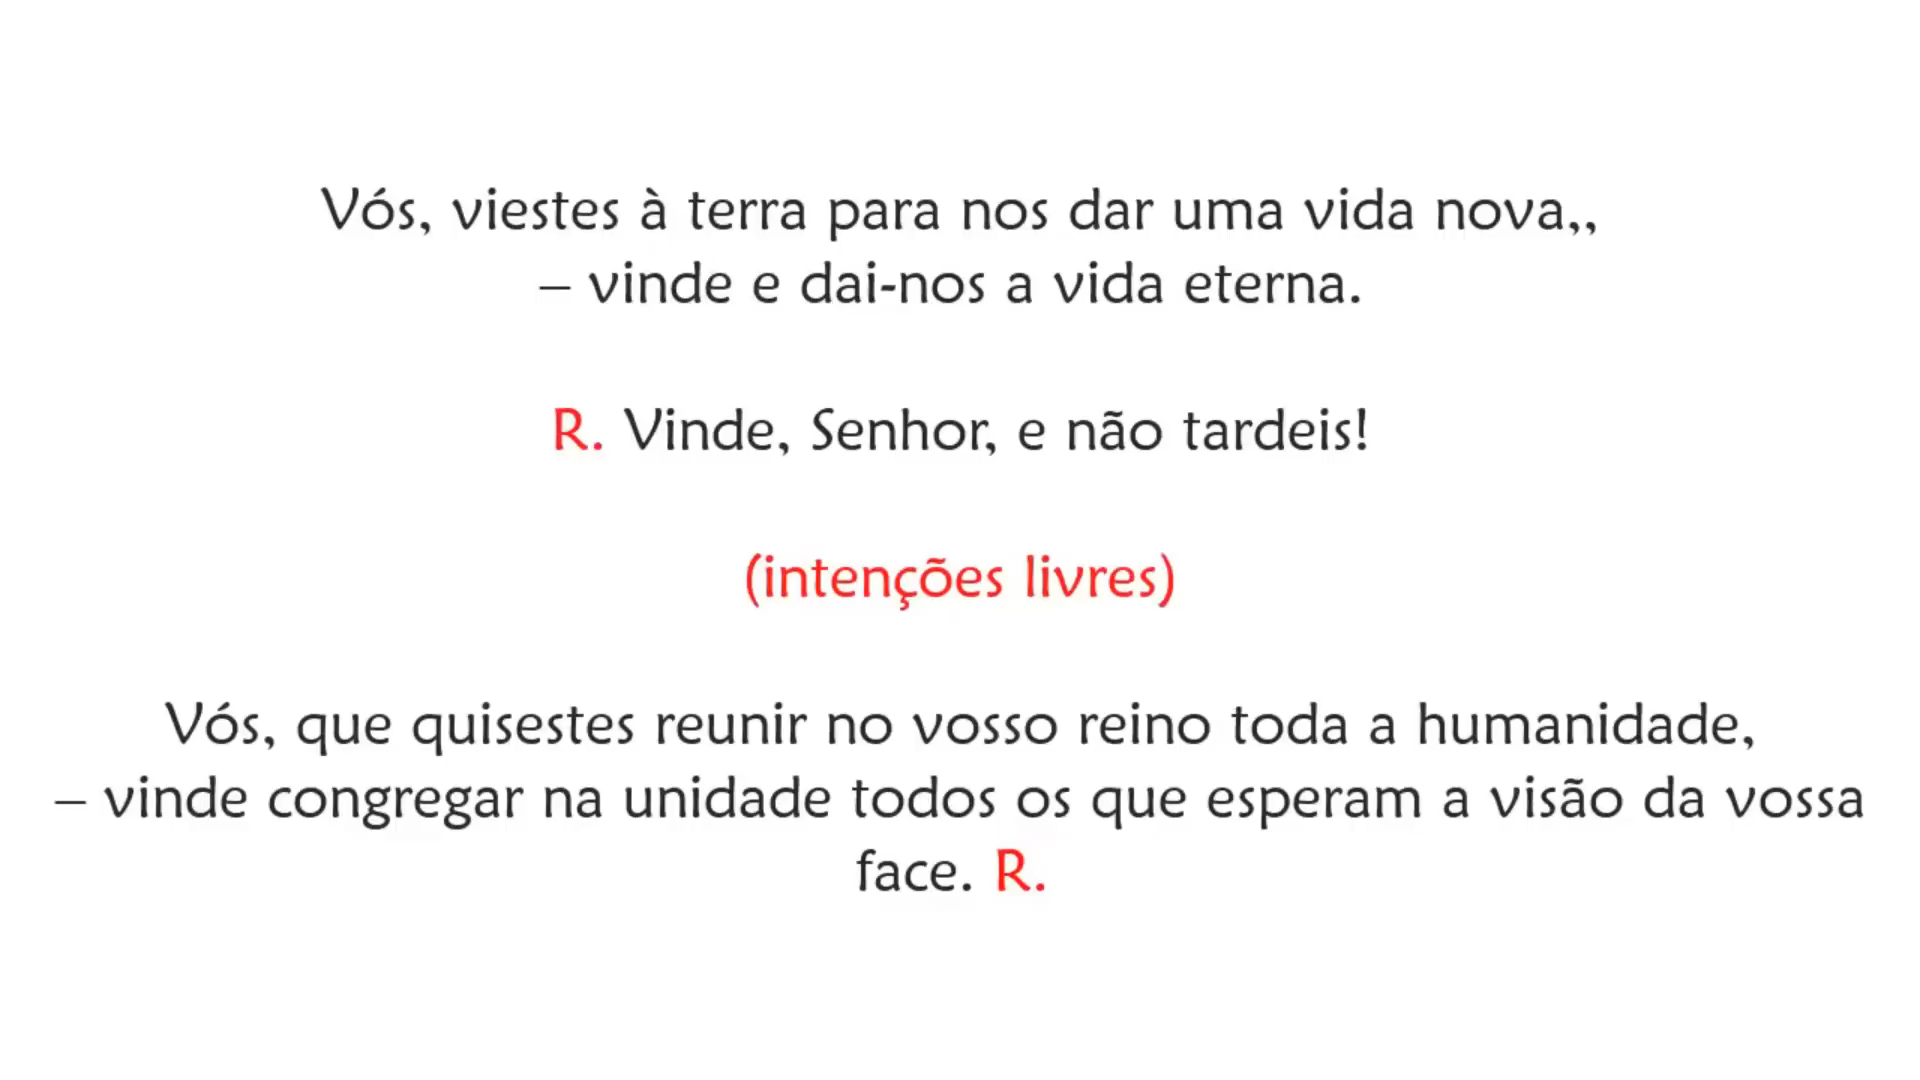 Vós, viestes à terra para nos dar uma vida nova,,
– vinde e dai-nos a vida eterna.
R. Vinde, Senhor, e não tardeis!
(intenções livres)
Vós, que quisestes reunir no vosso reino toda a humanidade,
– vinde congregar na unidade todos os que esperam a visão da vossa
face. R.